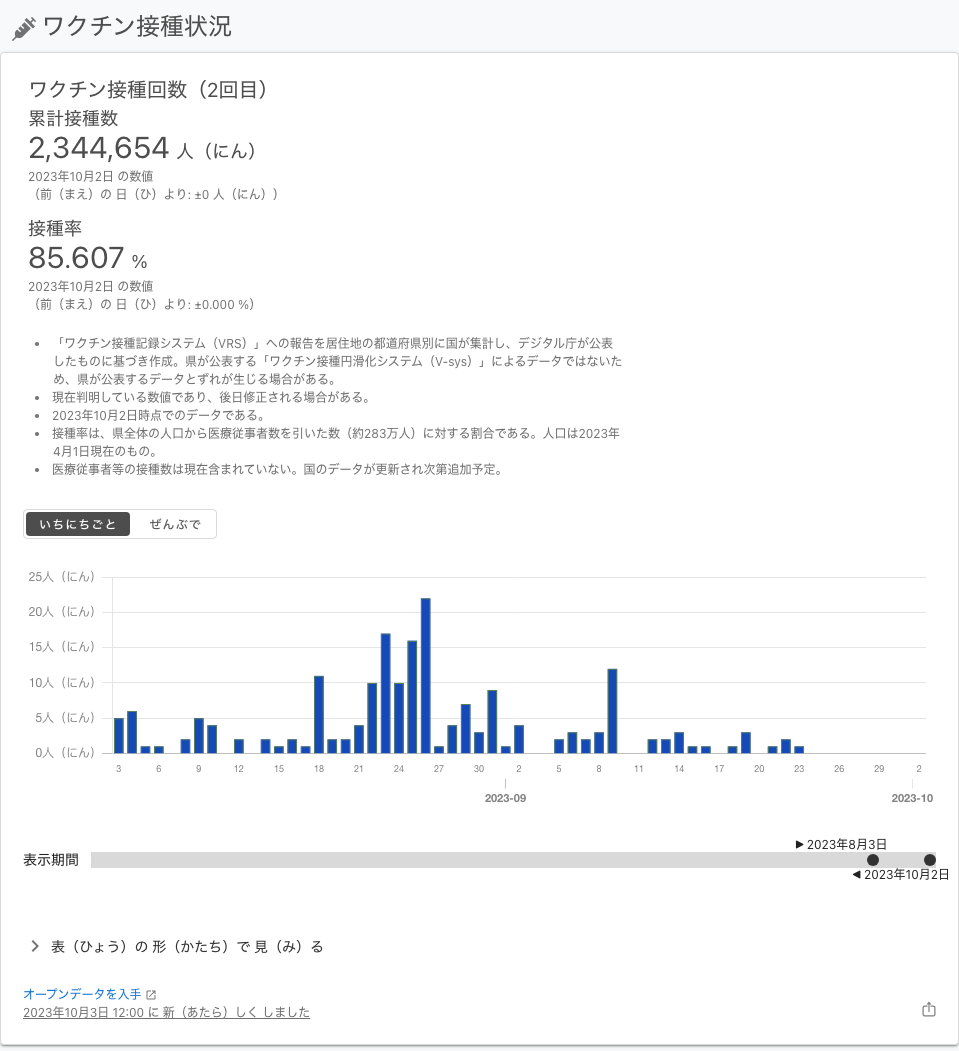 ワクチン接種状況
ワクチン接種回数（2回目）
累計接種数
2,344,654 人（にん）
2023年10月2日 の数値
（前（まえ）の 日（ひ）より: ±0 人（にん））
接種率
85.607 %
2023年10月2日 の数値
（前（まえ）の 日（ひ）より: ±0.000 %）
• 「ワクチン接種記録システム（VRS）」への報告を居住地の都道府県別に国が集計し、デジタル庁が公表
したものに基づき作成。県が公表する「ワクチン接種円滑化システム（V-sys）」によるデータではないた
め、県が公表するデータとずれが生じる場合がある。
• 現在判明している数値であり、後日修正される場合がある。
• 2023年10月2日時点でのデータである。
• 接種率は、県全体の人口から医療従事者数を引いた数（約283万人）に対する割合である。人口は2023年
4月1日現在のもの。
• 医療従事者等の接種数は現在含まれていない。国のデータが更新され次第追加予定。
いちにちごと ぜんぶで
25人（にん）
20人（にん）
15人（にん）
10人（にん）
5人（にん）
0人（にん）
3 6 9 12 15 18 21 24 27 30 2 5 8 11 14 17 20 23 26 29 2
2023-09 2023-10
▶ 2023年8月3日
表示期間
◀ 2023年10月2日
表（ひょう）の 形（かたち）で 見（み）る
オープンデータを入手
2023年10月3日 12:00 に 新（あたら）しく しました